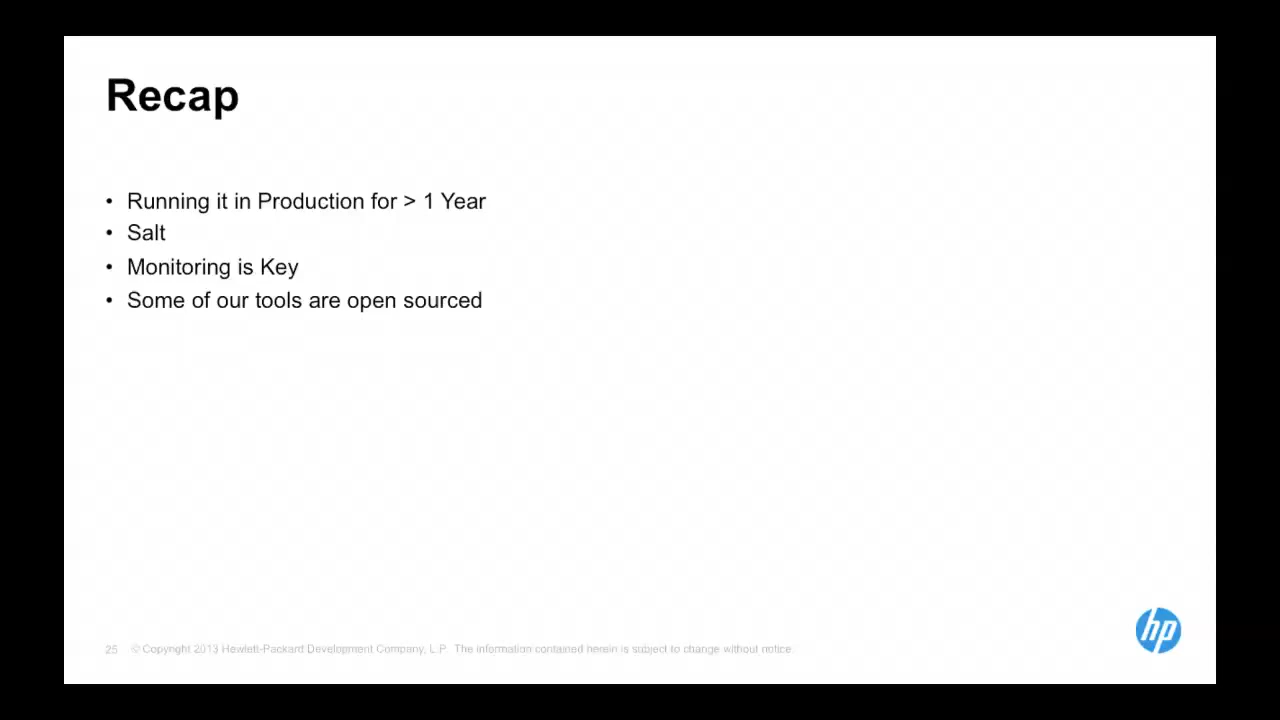 Recap
• Running it in Production for > 1 Year
• Salt
• Monitoring is Key
• Some of our tools are open sourced
25 © Copyright 2013 Hewlett-Packard Development Company, L.P. The information contained herein is subject to change without notice.
hp